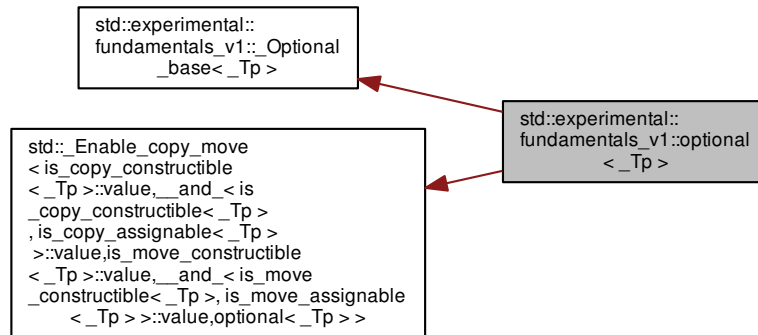 std::experimental::
fundamentals_v1::_Optional
_base< _Tp >
std::experimental::
fundamentals_v1::optional
< _Tp >
std::_Enable_copy_move
< is_copy_constructible
< _Tp >::value,__and_< is
_copy_constructible< _Tp >
, is_copy_assignable< _Tp >
>::value,is_move_constructible
< _Tp >::value,__and_< is_move
_constructible< _Tp >, is_move_assignable
< _Tp > >::value,optional< _Tp > >